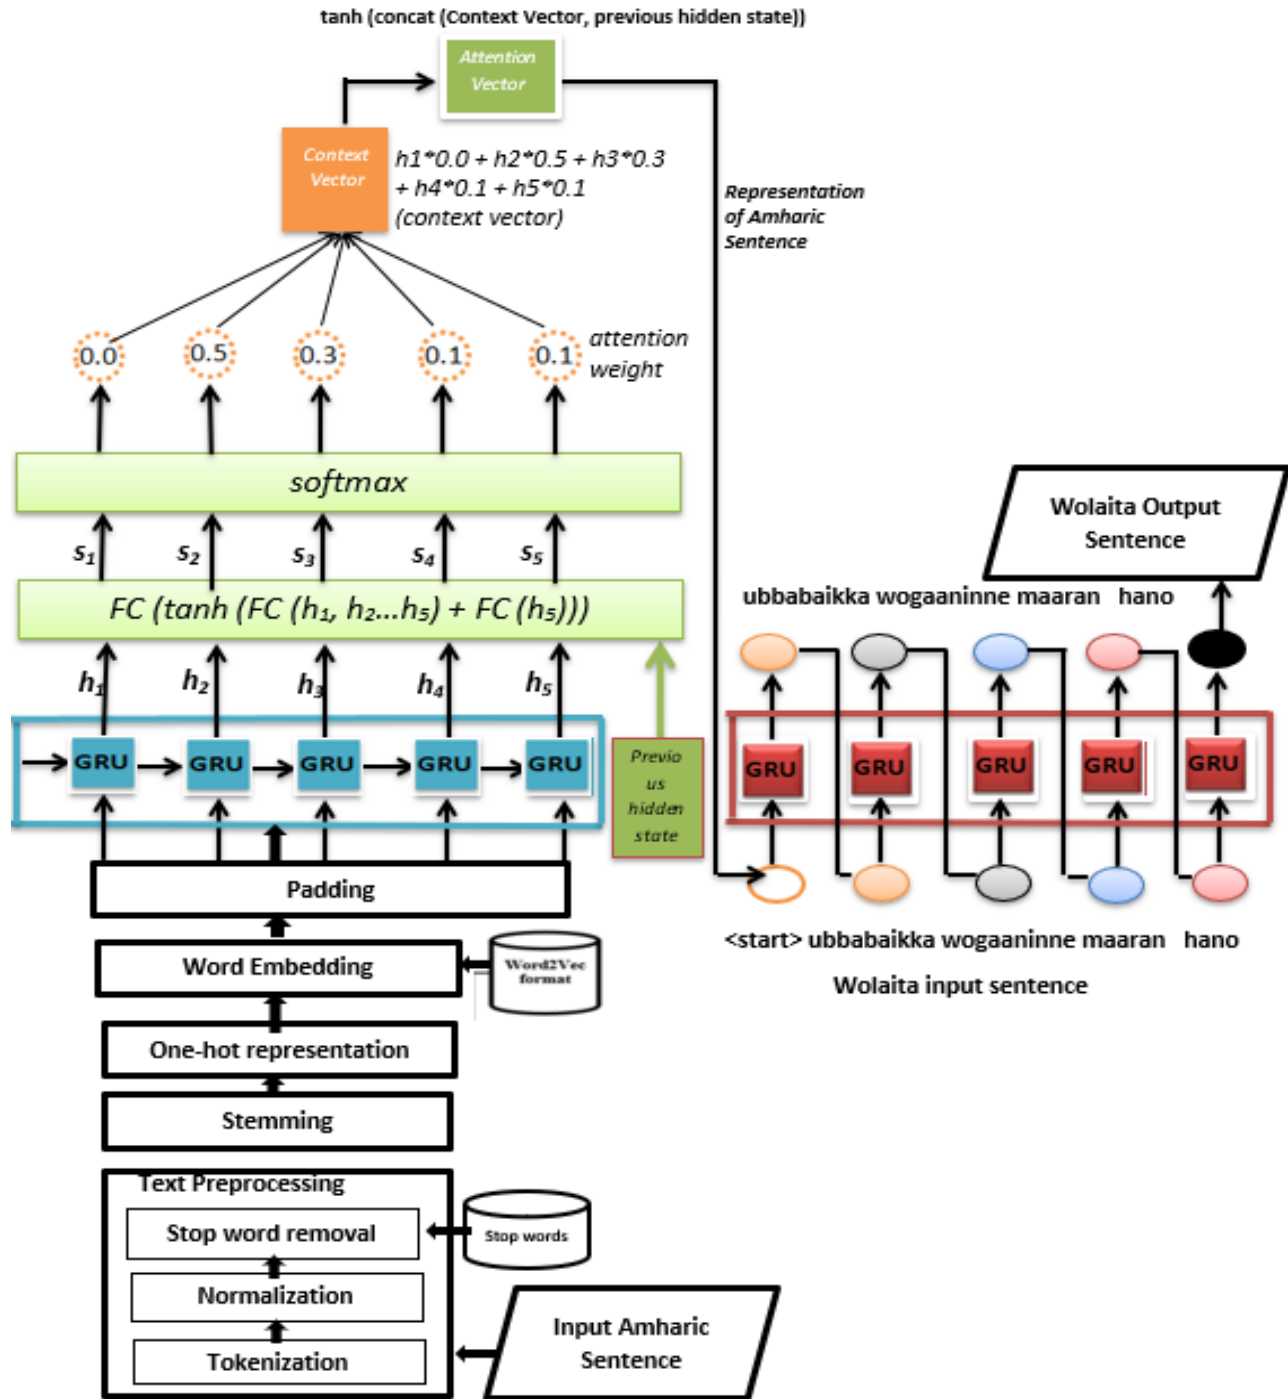 tanh (concat (Context Vector, previous hidden state))
Attention
Vector
Context
Vector
h1*0.0 + h2*0.5 + h3*0.3
+ h4*0.1 + h5*0.1
(context vector)
Representation
of Amharic
Sentence
0.0 0.5 0.3 0.1 0.1
attention
weight
softmax
s₁ s₂ s₃ s₄ s₅
FC (tanh (FC (h₁, h₂...h₅) + FC (h₅)))
h₁ h₂ h₃ h₄ h₅
GRU GRU GRU GRU GRU
Previo
us
hidden
state
Wolaita Output
Sentence
ubbabaikka wogaaninne maaran hano
GRU GRU GRU GRU GRU
<start> ubbabaikka wogaaninne maaran hano
Wolaita input sentence
Padding
Word Embedding
Word2Vec
format
One-hot representation
Stemming
Text Preprocessing
Stop word removal
Stop words
Normalization
Tokenization
Input Amharic
Sentence